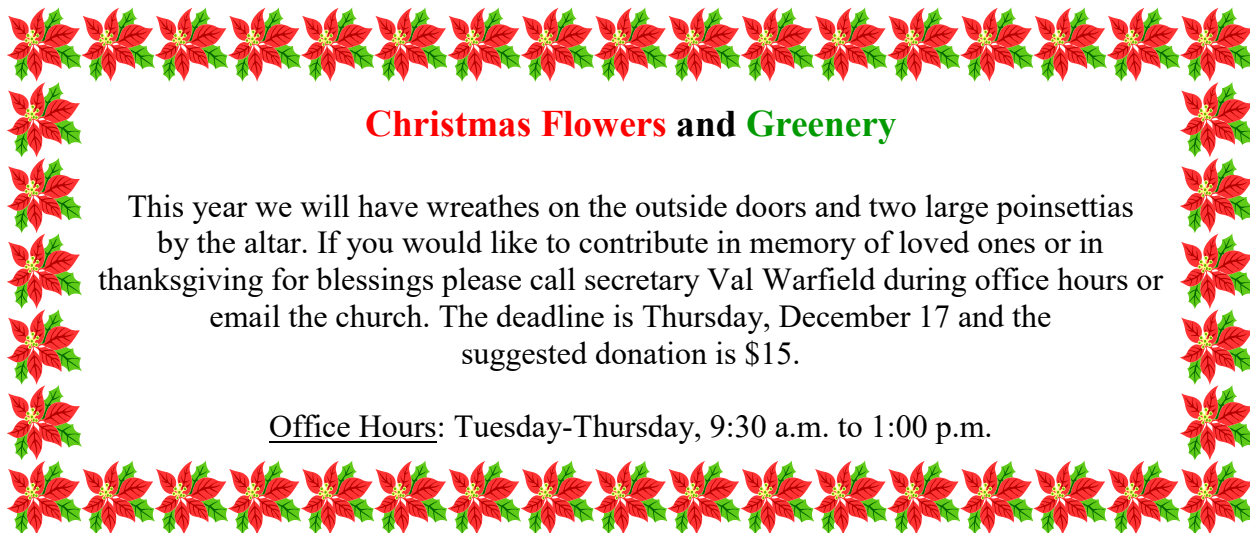 Christmas Flowers and Greenery
This year we will have wreathes on the outside doors and two large poinsettias
by the altar. If you would like to contribute in memory of loved ones or in
thanksgiving for blessings please call secretary Val Warfield during office hours or
email the church. The deadline is Thursday, December 17 and the
suggested donation is $15.
Office Hours: Tuesday-Thursday, 9:30 a.m. to 1:00 p.m.